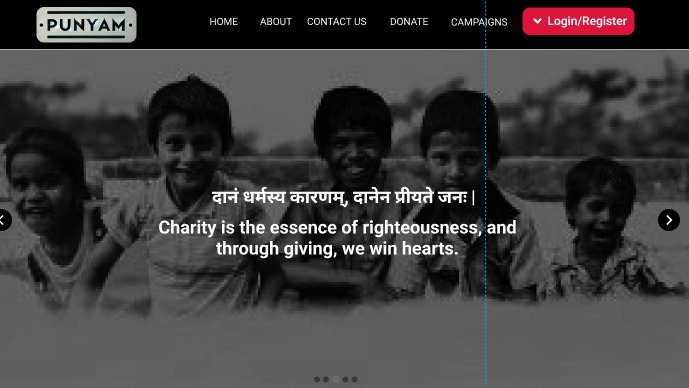 PUNYAM
HOME ABOUT CONTACT US DONATE CAMPAIGNS Login/Register
दानं धर्मस्य कारणम्, दानेन प्रीयते जनः |
Charity is the essence of righteousness, and
through giving, we win hearts.